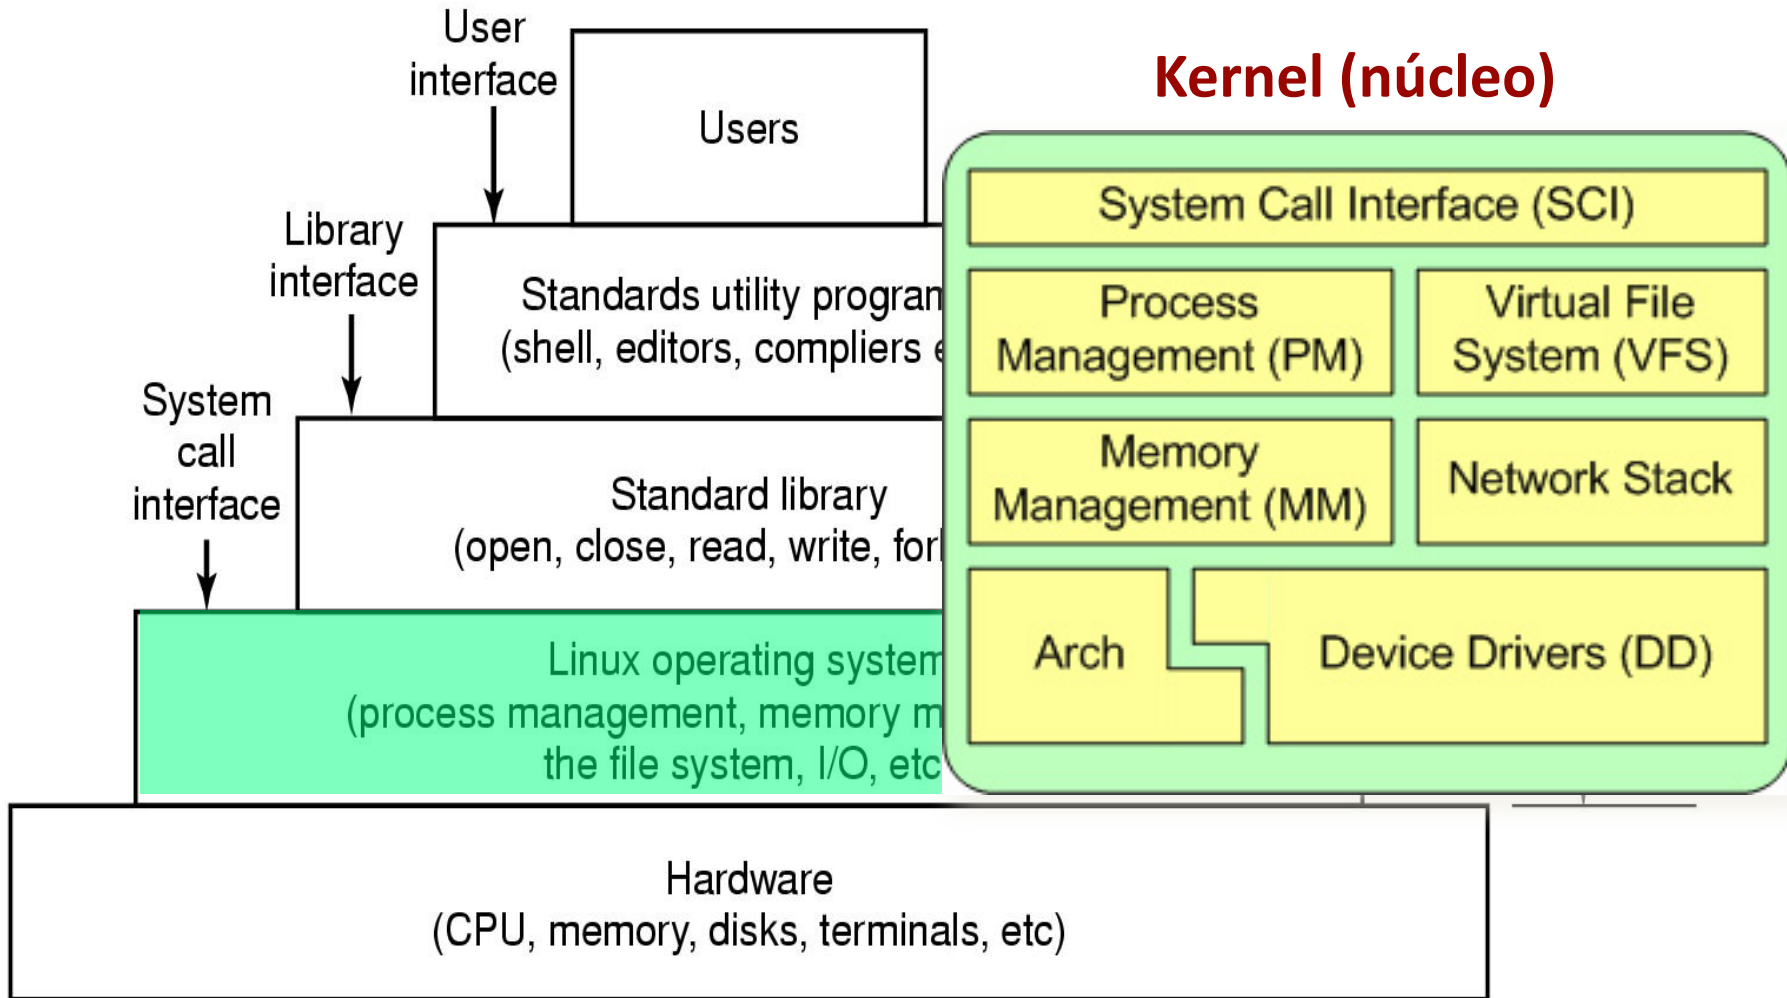 User
interface
Users
Library
interface
Standards utility program
(shell, editors, compliers
System
call
interface
Standard library
(open, close, read, write,
Linux operating system
(process management, memory
the file system, I/O, etc
Hardware
(CPU, memory, disks, terminals, etc)
Kernel (núcleo)
System Call Interface (SCI)
Process
Management (PM)
Virtual File
System (VFS)
Memory
Management (MM)
Network Stack
Arch
Device Drivers (DD)